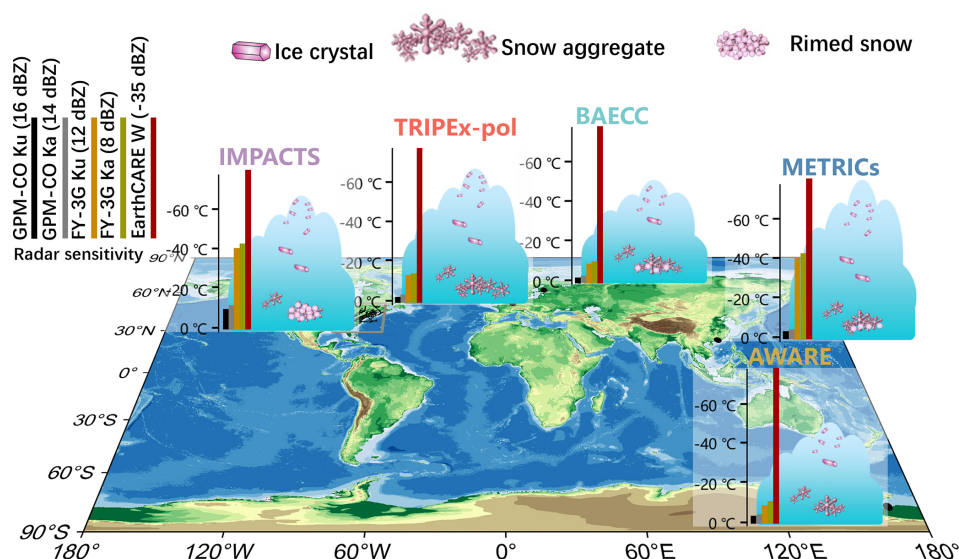 Ice crystal
Snow aggregate
Rimed snow
GPM-CO Ku (16 dBZ)
GPM-CO Ka (14 dBZ)
FY-3G Ku (12 dBZ)
FY-3G Ka (8 dBZ)
EarthCARE W (-35 dBZ)
Radar sensitivity
IMPACTS
-60 °C
-40 °C
-20 °C
0 °C
TRIPEx-pol
-60 °C
-40 °C
-20 °C
0 °C
BAECC
-60 °C
-40 °C
-20 °C
0 °C
METRICs
-60 °C
-40 °C
-20 °C
0 °C
AWARE
-60 °C
-40 °C
-20 °C
0 °C
90°N
60°N
30°N
0°
30°S
60°S
90°S
180°
120°W
60°W
0°
60°E
120°E
180°